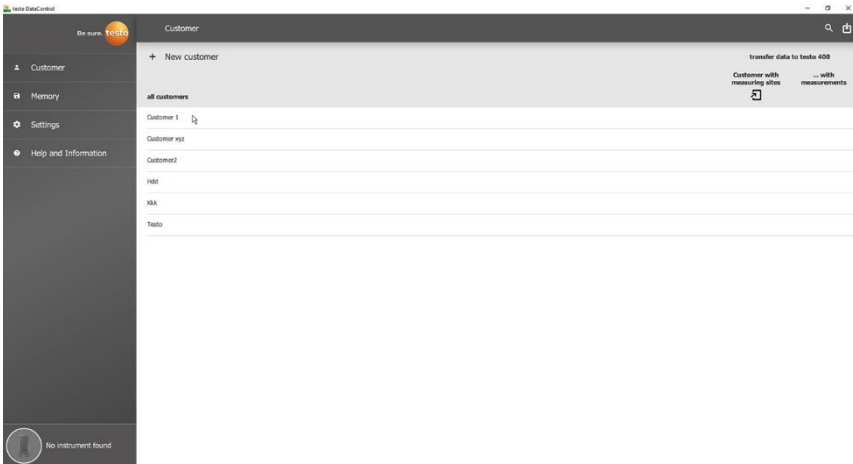 testo DataControl
Be sure. testo
Customer
Customer
Memory
Settings
Help and Information
No instrument found
+ New customer
transfer data to testo 400
Customer with
measuring sites
... with
measurements
all customers
Customer 1
Customer xyz
Customer2
Hdd
Kkk
Testo